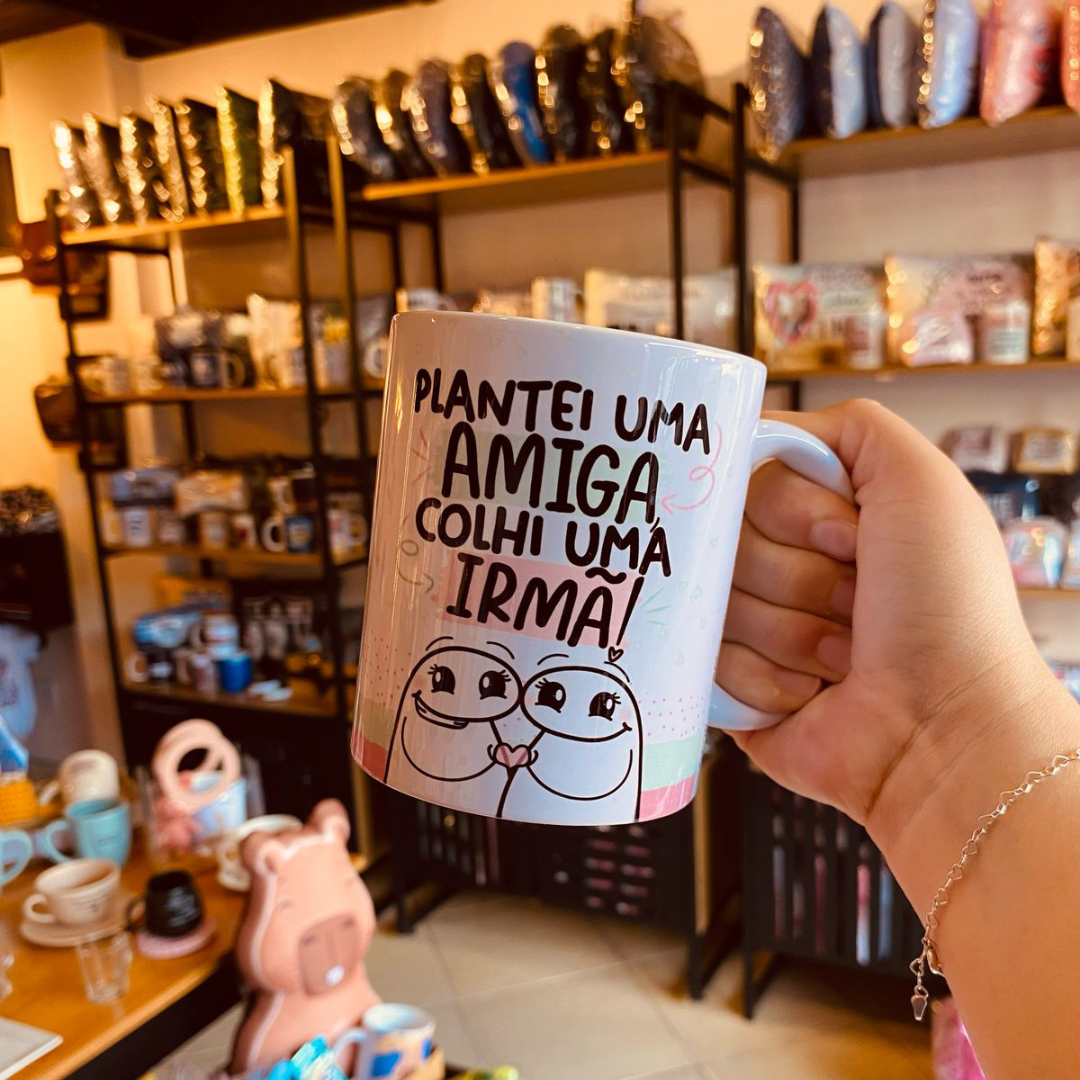 PLANTEI UMA
AMIGA,
COLHI UMA
IRMÃ!